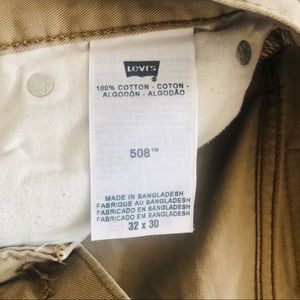 Levi's
100% COTTON - COTON -
ALGODÓN - ALGODÃO
508™
MADE IN BANGLADESH
FABRIQUÉ AU BANGLADESH
FABRICADO EN BANGLADESH
FABRICADO EM BANGLADESH
32 x 30